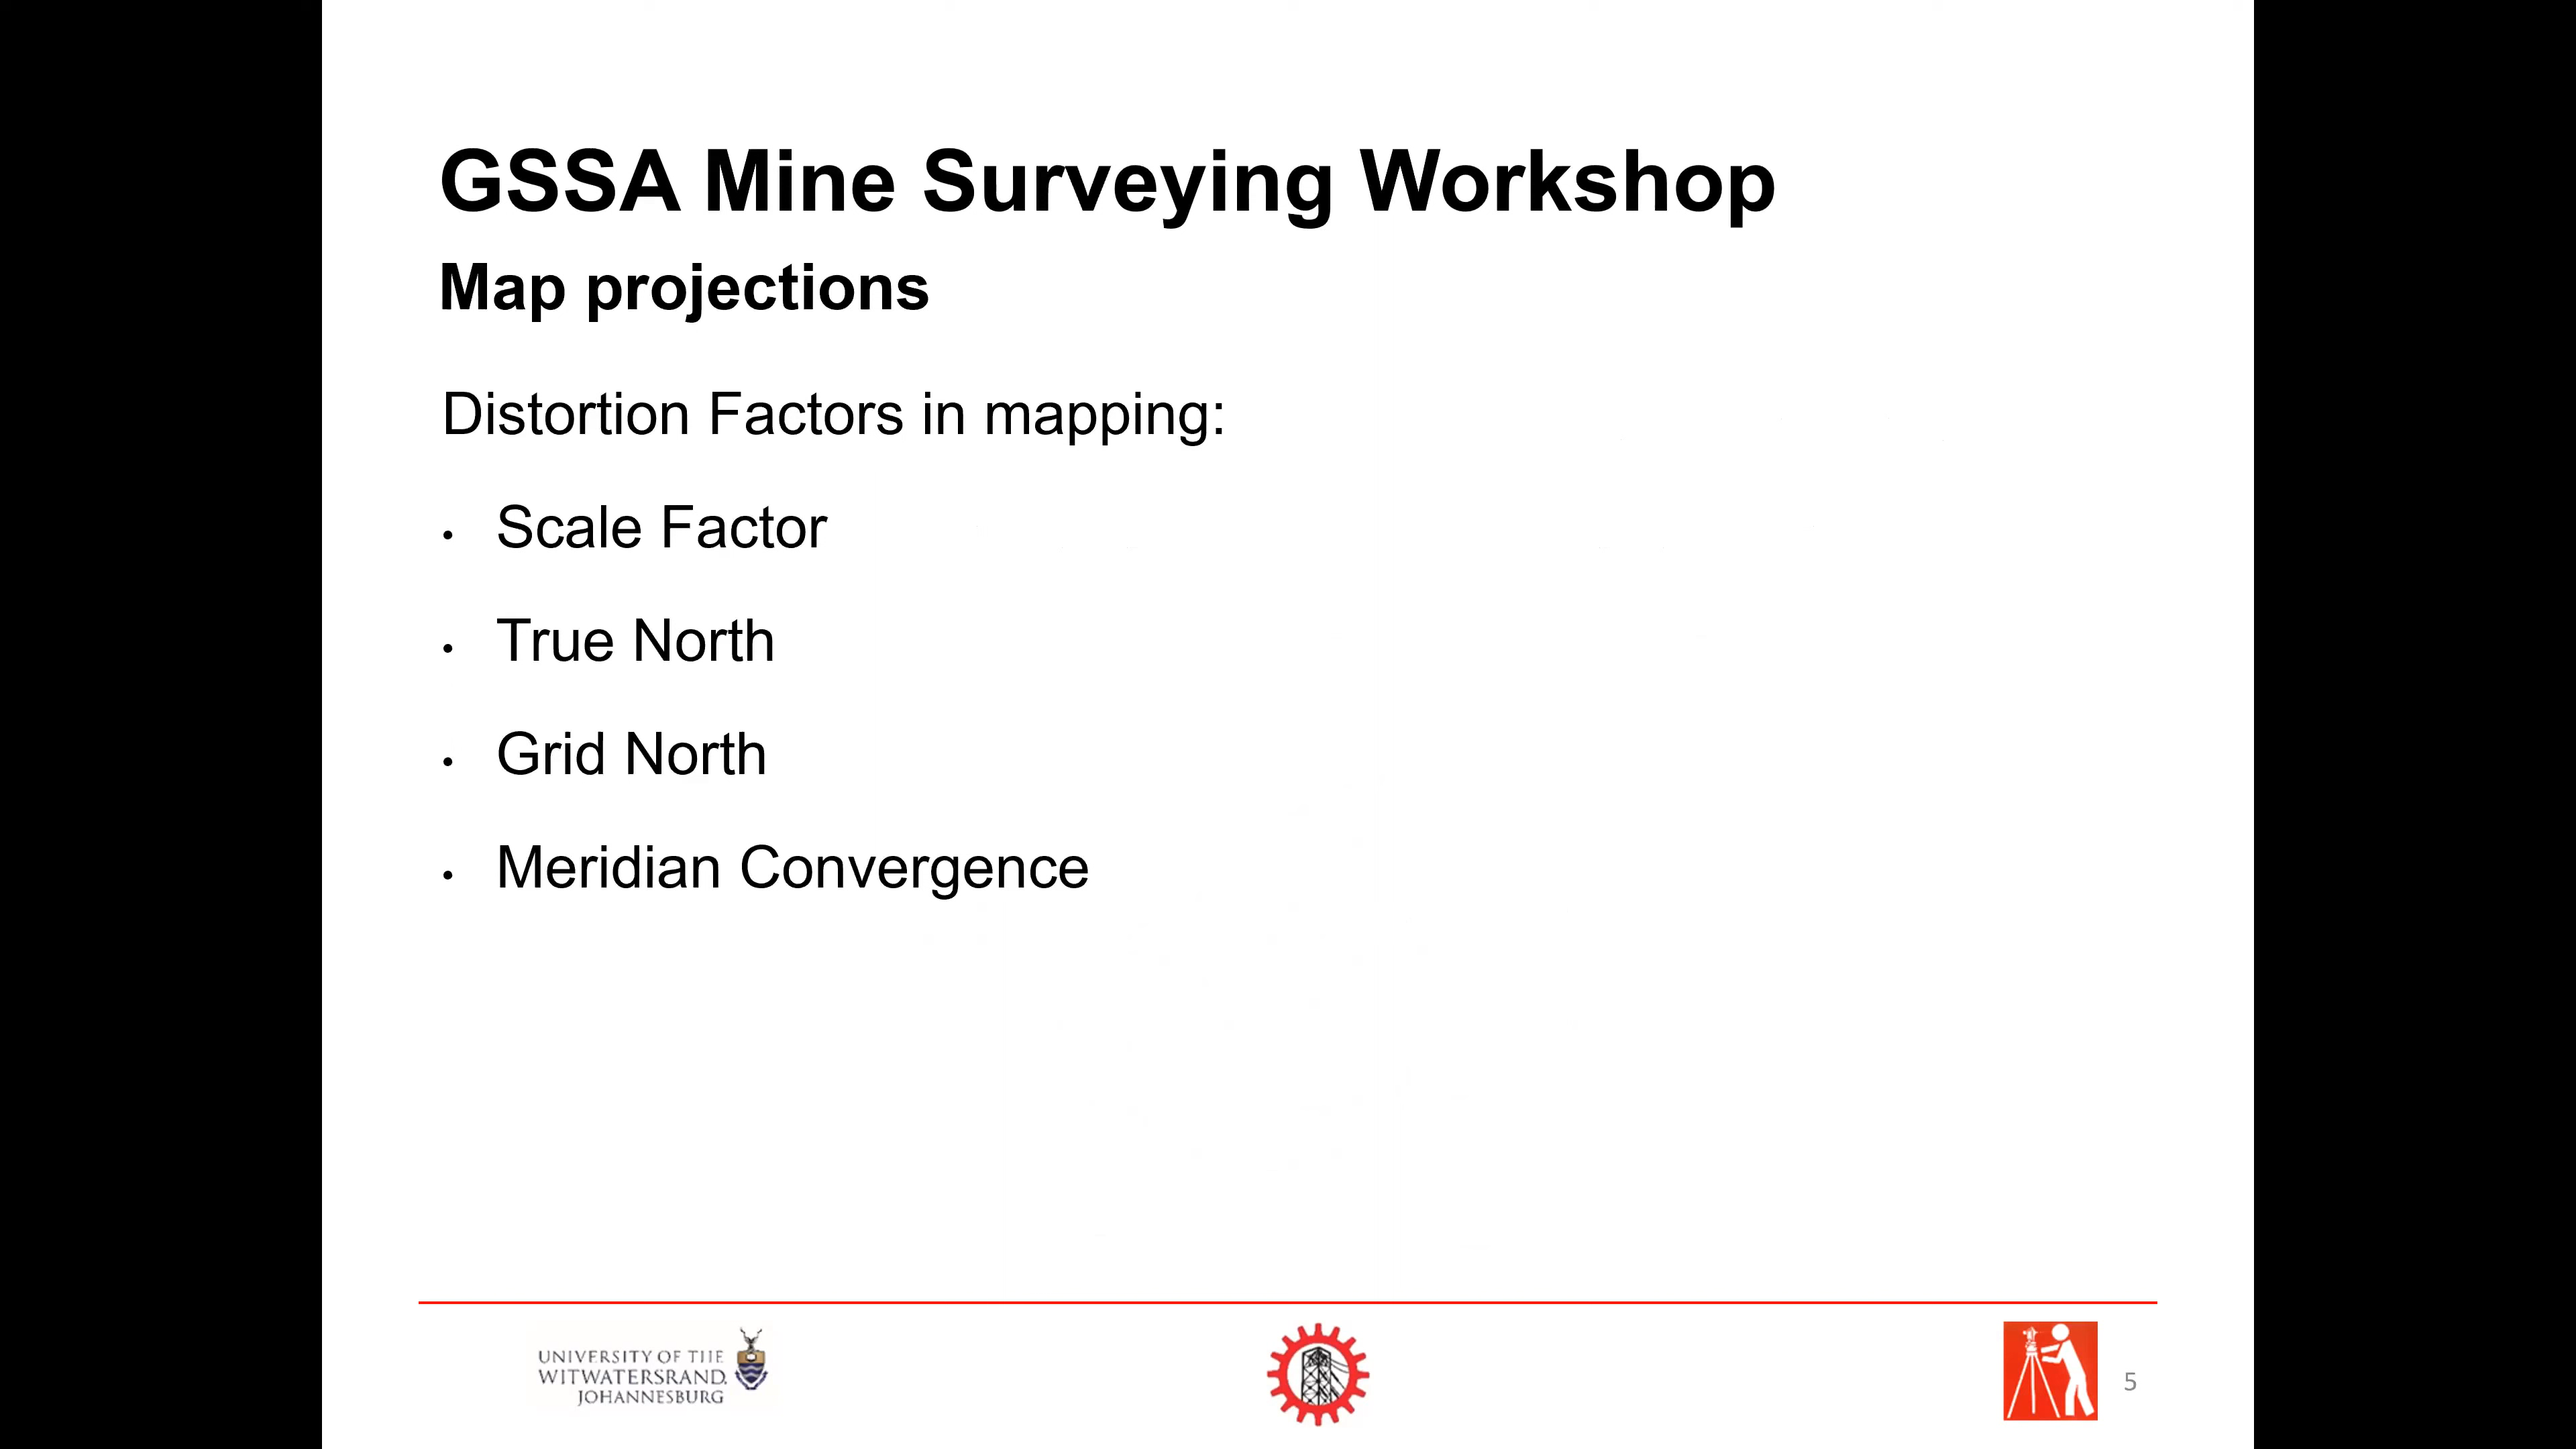 GSSA Mine Surveying Workshop
Map projections
Distortion Factors in mapping:
• Scale Factor
• True North
• Grid North
• Meridian Convergence
UNIVERSITY OF THE
WITWATERSRAND,
JOHANNESBURG
5